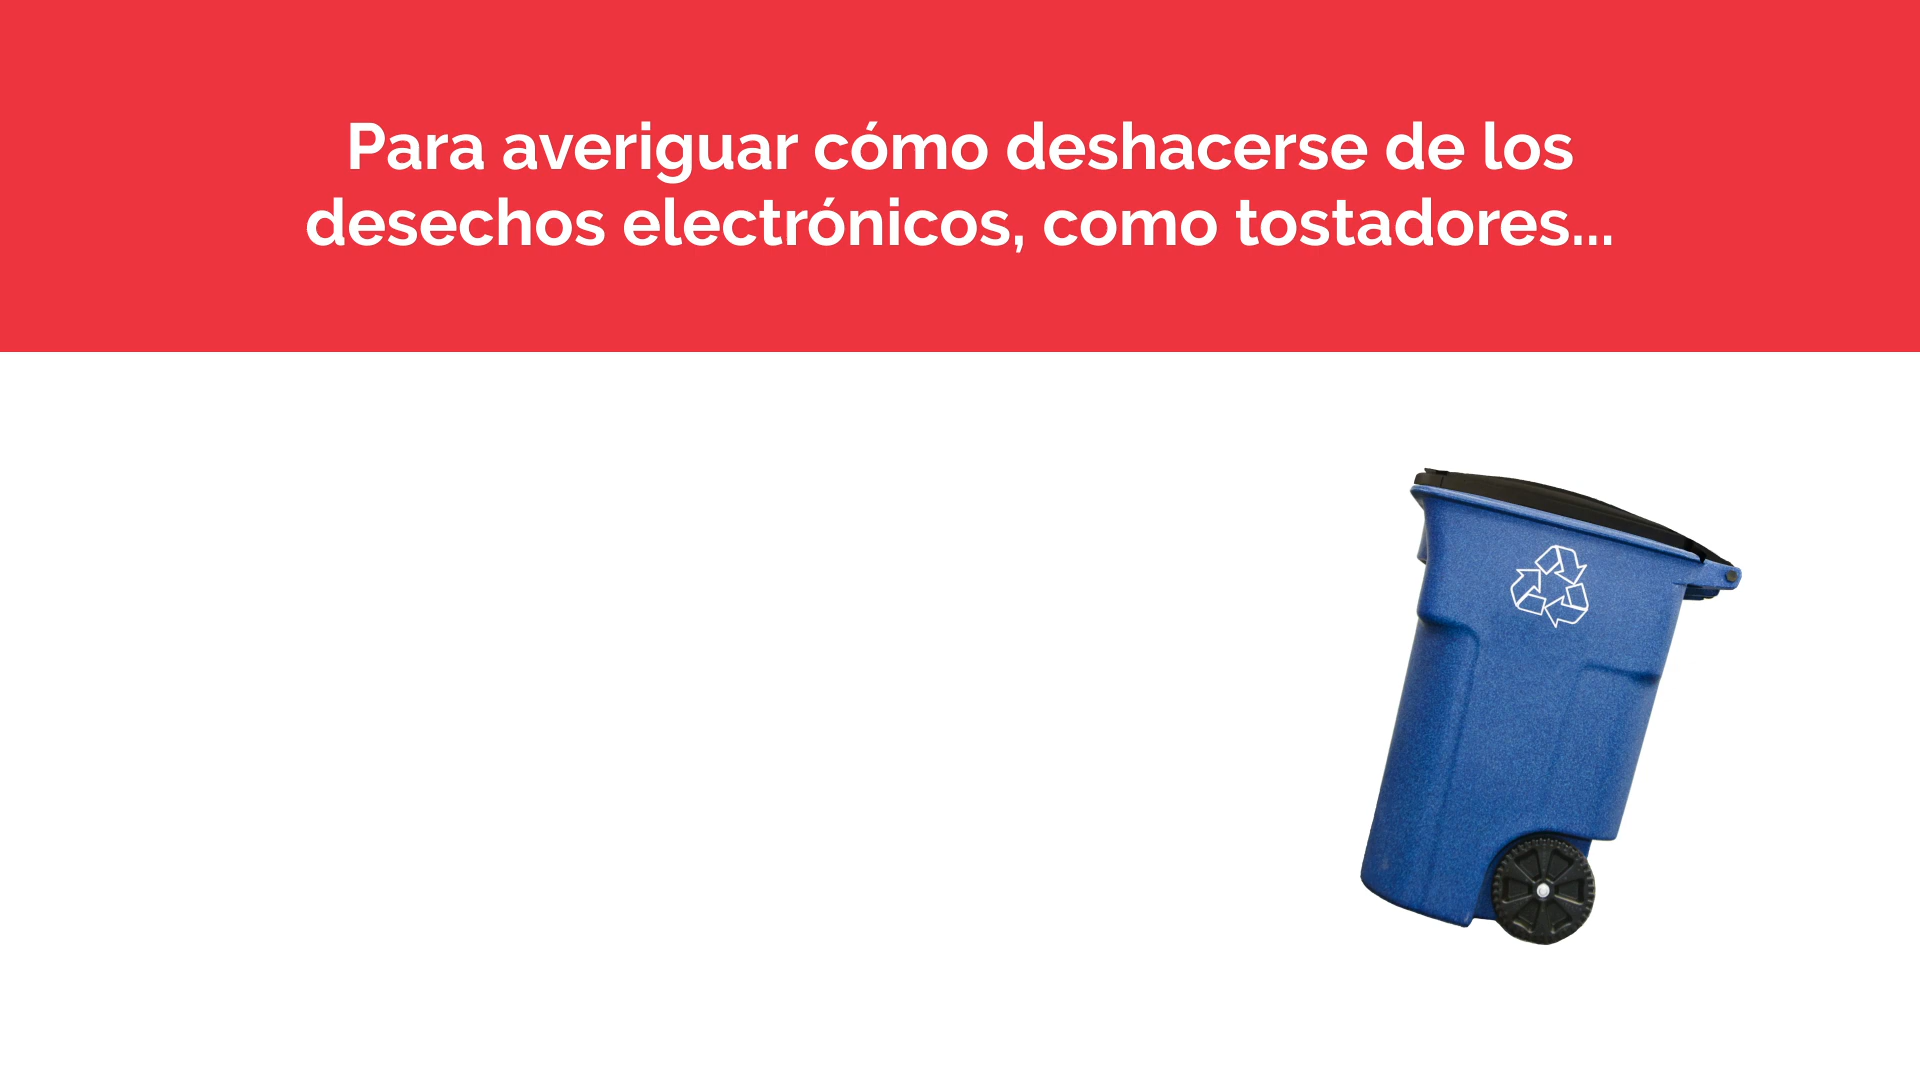 Para averiguar cómo deshacerse de los
desechos electrónicos, como tostadores...